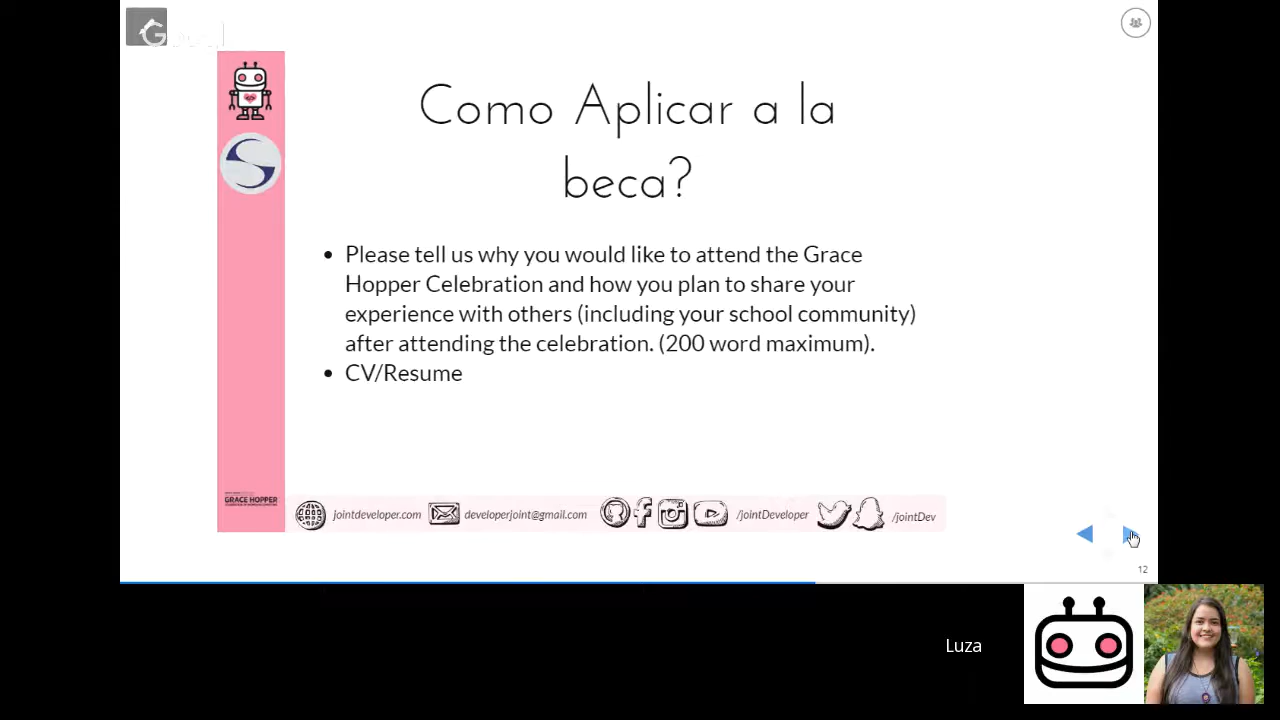 Como Aplicar a la
beca?
• Please tell us why you would like to attend the Grace
Hopper Celebration and how you plan to share your
experience with others (including your school community)
after attending the celebration. (200 word maximum).
• CV/Resume
GRACE HOPPER
jointdeveloper.com developerjoint@gmail.com /jointDeveloper /jointDev
12
Luza